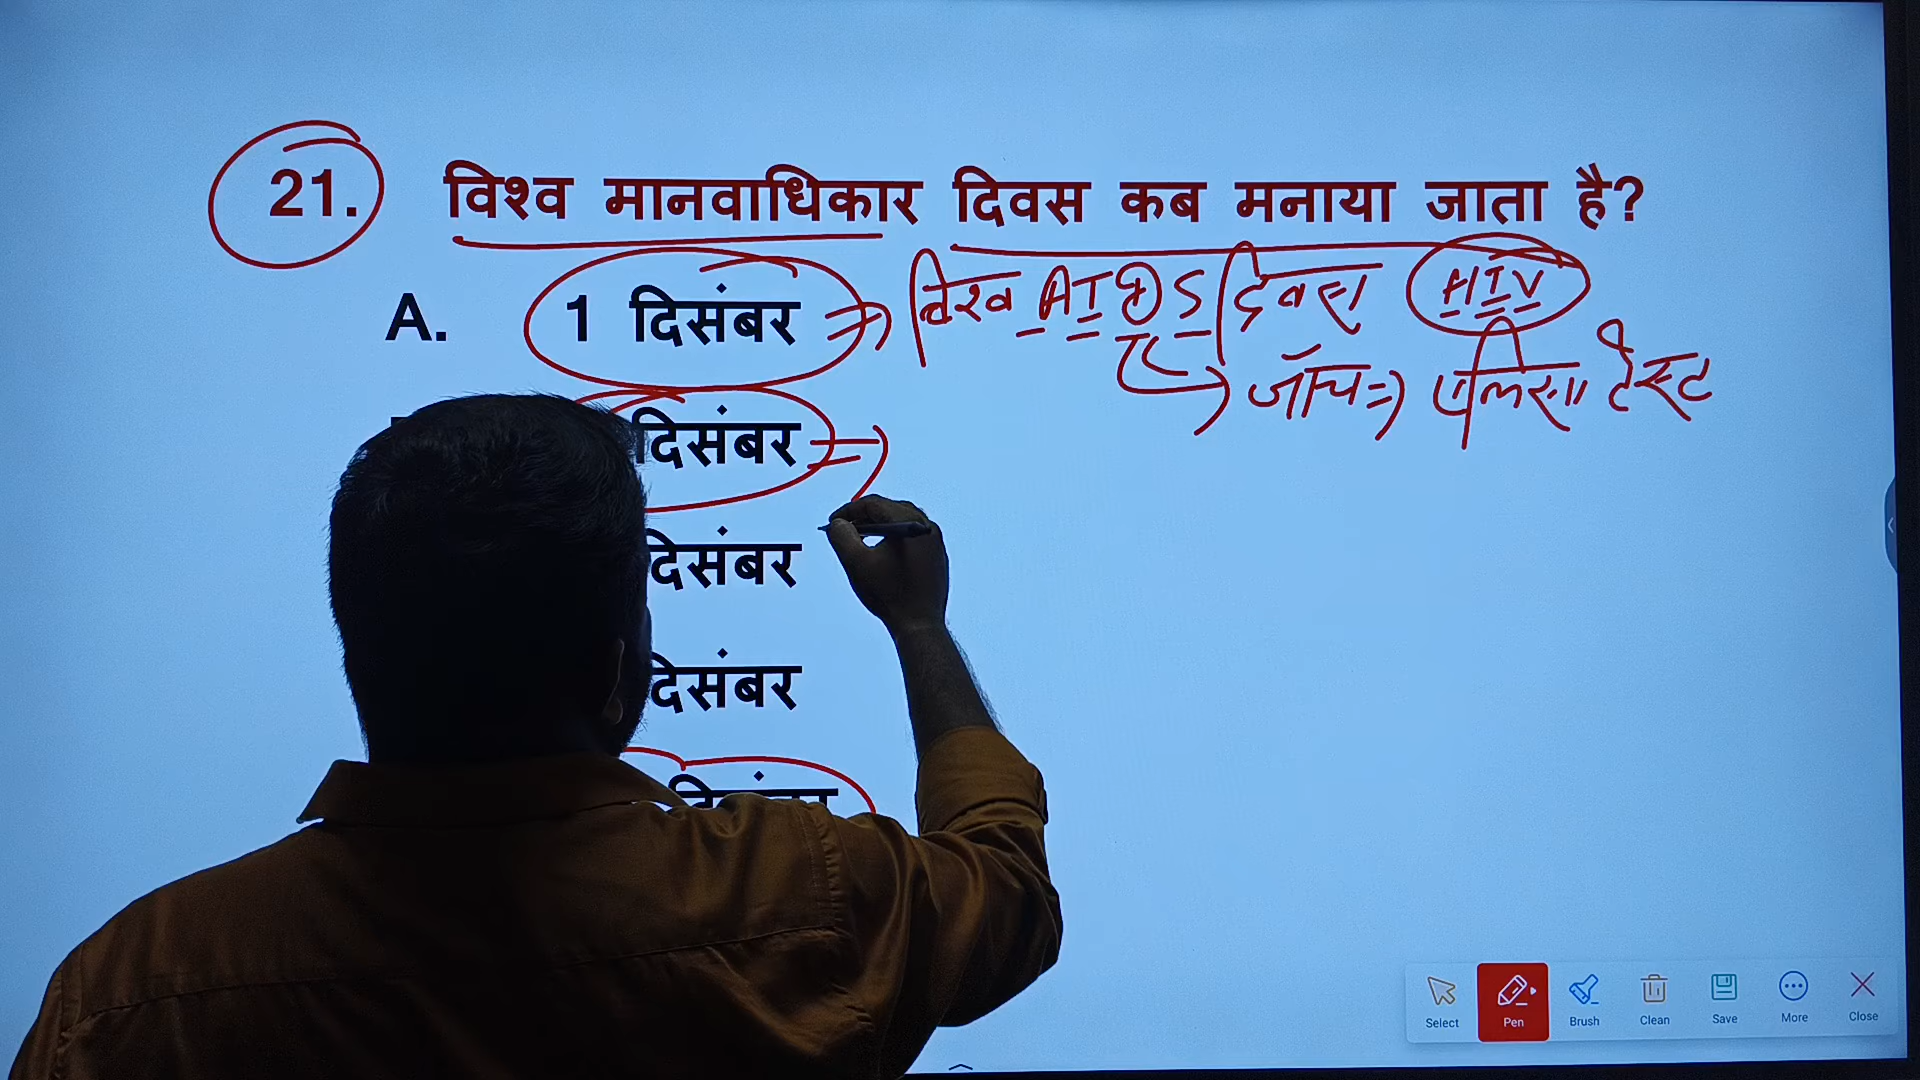 21. विश्व मानवाधिकार दिवस कब मनाया जाता है?
A. 1 दिसंबर => विश्व AIDS दिवस HIV
जाँच => एलिसा टेस्ट
दिसंबर =>
दिसंबर
दिसंबर
दिसंबर
Select Pen Brush Clean Save More Close